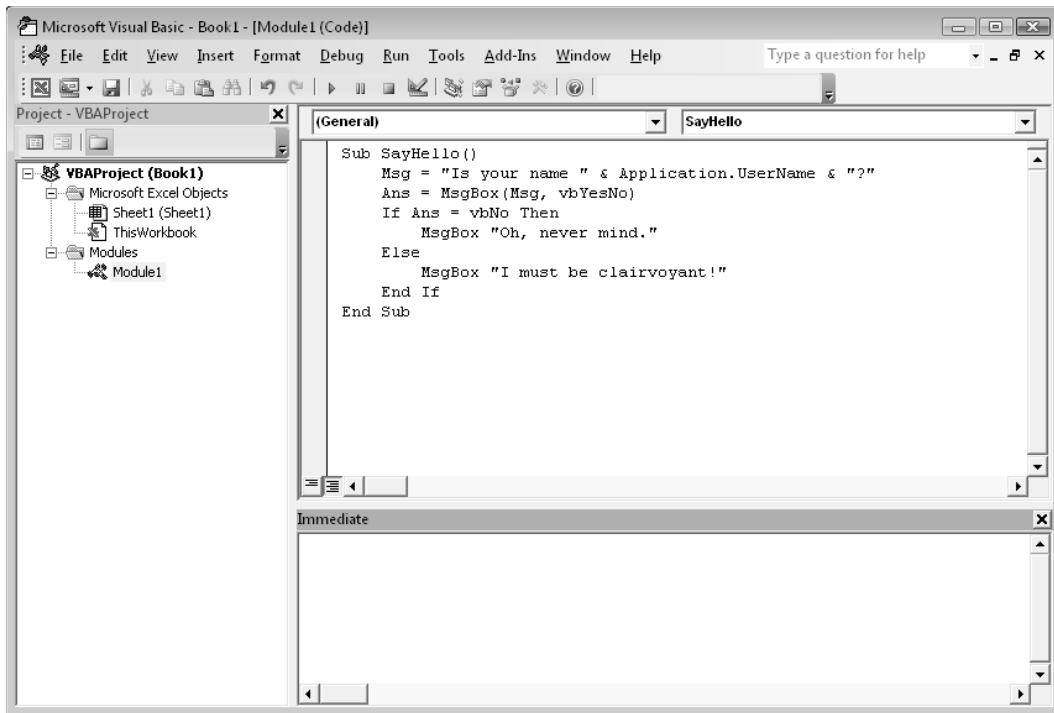 Microsoft Visual Basic - Book1 - [Module1 (Code)]
File Edit View Insert Format Debug Run Tools Add-Ins Window Help Type a question for help
Project - VBAProject
VBAProject (Book1)
Microsoft Excel Objects
Sheet1 (Sheet1)
ThisWorkbook
Modules
Module1
(General) SayHello
Sub SayHello()
Msg = "Is your name " & Application.UserName & "?"
Ans = MsgBox(Msg, vbYesNo)
If Ans = vbNo Then
MsgBox "Oh, never mind."
Else
MsgBox "I must be clairvoyant!"
End If
End Sub
Immediate